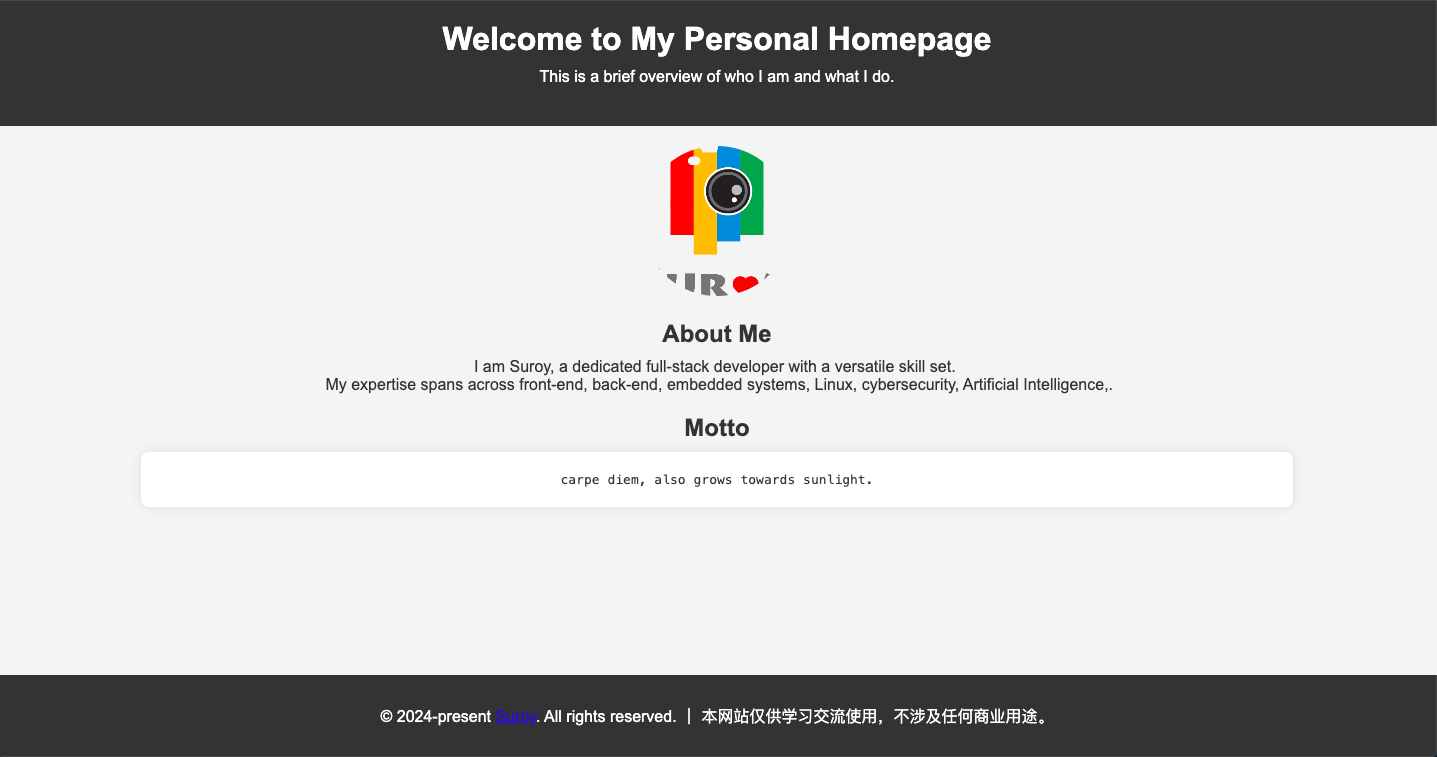 Welcome to My Personal Homepage
This is a brief overview of who I am and what I do.
About Me
I am Suroy, a dedicated full-stack developer with a versatile skill set.
My expertise spans across front-end, back-end, embedded systems, Linux, cybersecurity, Artificial Intelligence,.
Motto
carpe diem, also grows towards sunlight.
© 2024-present Suroy. All rights reserved. | 本网站仅供学习交流使用，不涉及任何商业用途。